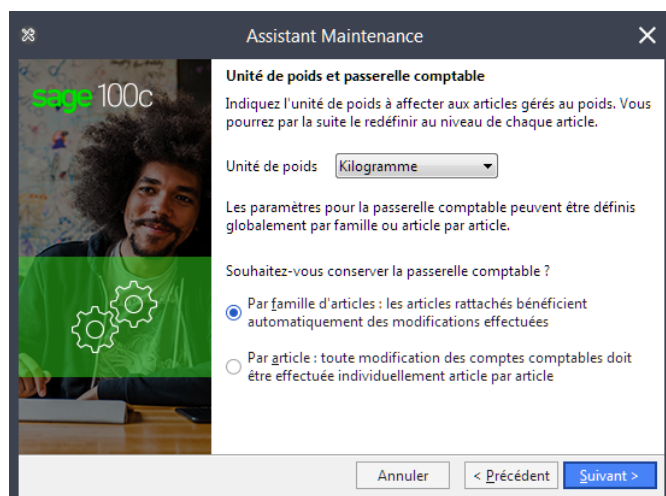 Assistant Maintenance
sage 100c
Unité de poids et passerelle comptable
Indiquez l'unité de poids à affecter aux articles gérés au poids. Vous
pourrez par la suite le redéfinir au niveau de chaque article.
Unité de poids Kilogramme
Les paramètres pour la passerelle comptable peuvent être définis
globalement par famille ou article par article.
Souhaitez-vous conserver la passerelle comptable ?
Par famille d'articles : les articles rattachés bénéficient
automatiquement des modifications effectuées
Par article : toute modification des comptes comptables doit
être effectuée individuellement article par article
Annuler < Précédent Suivant >